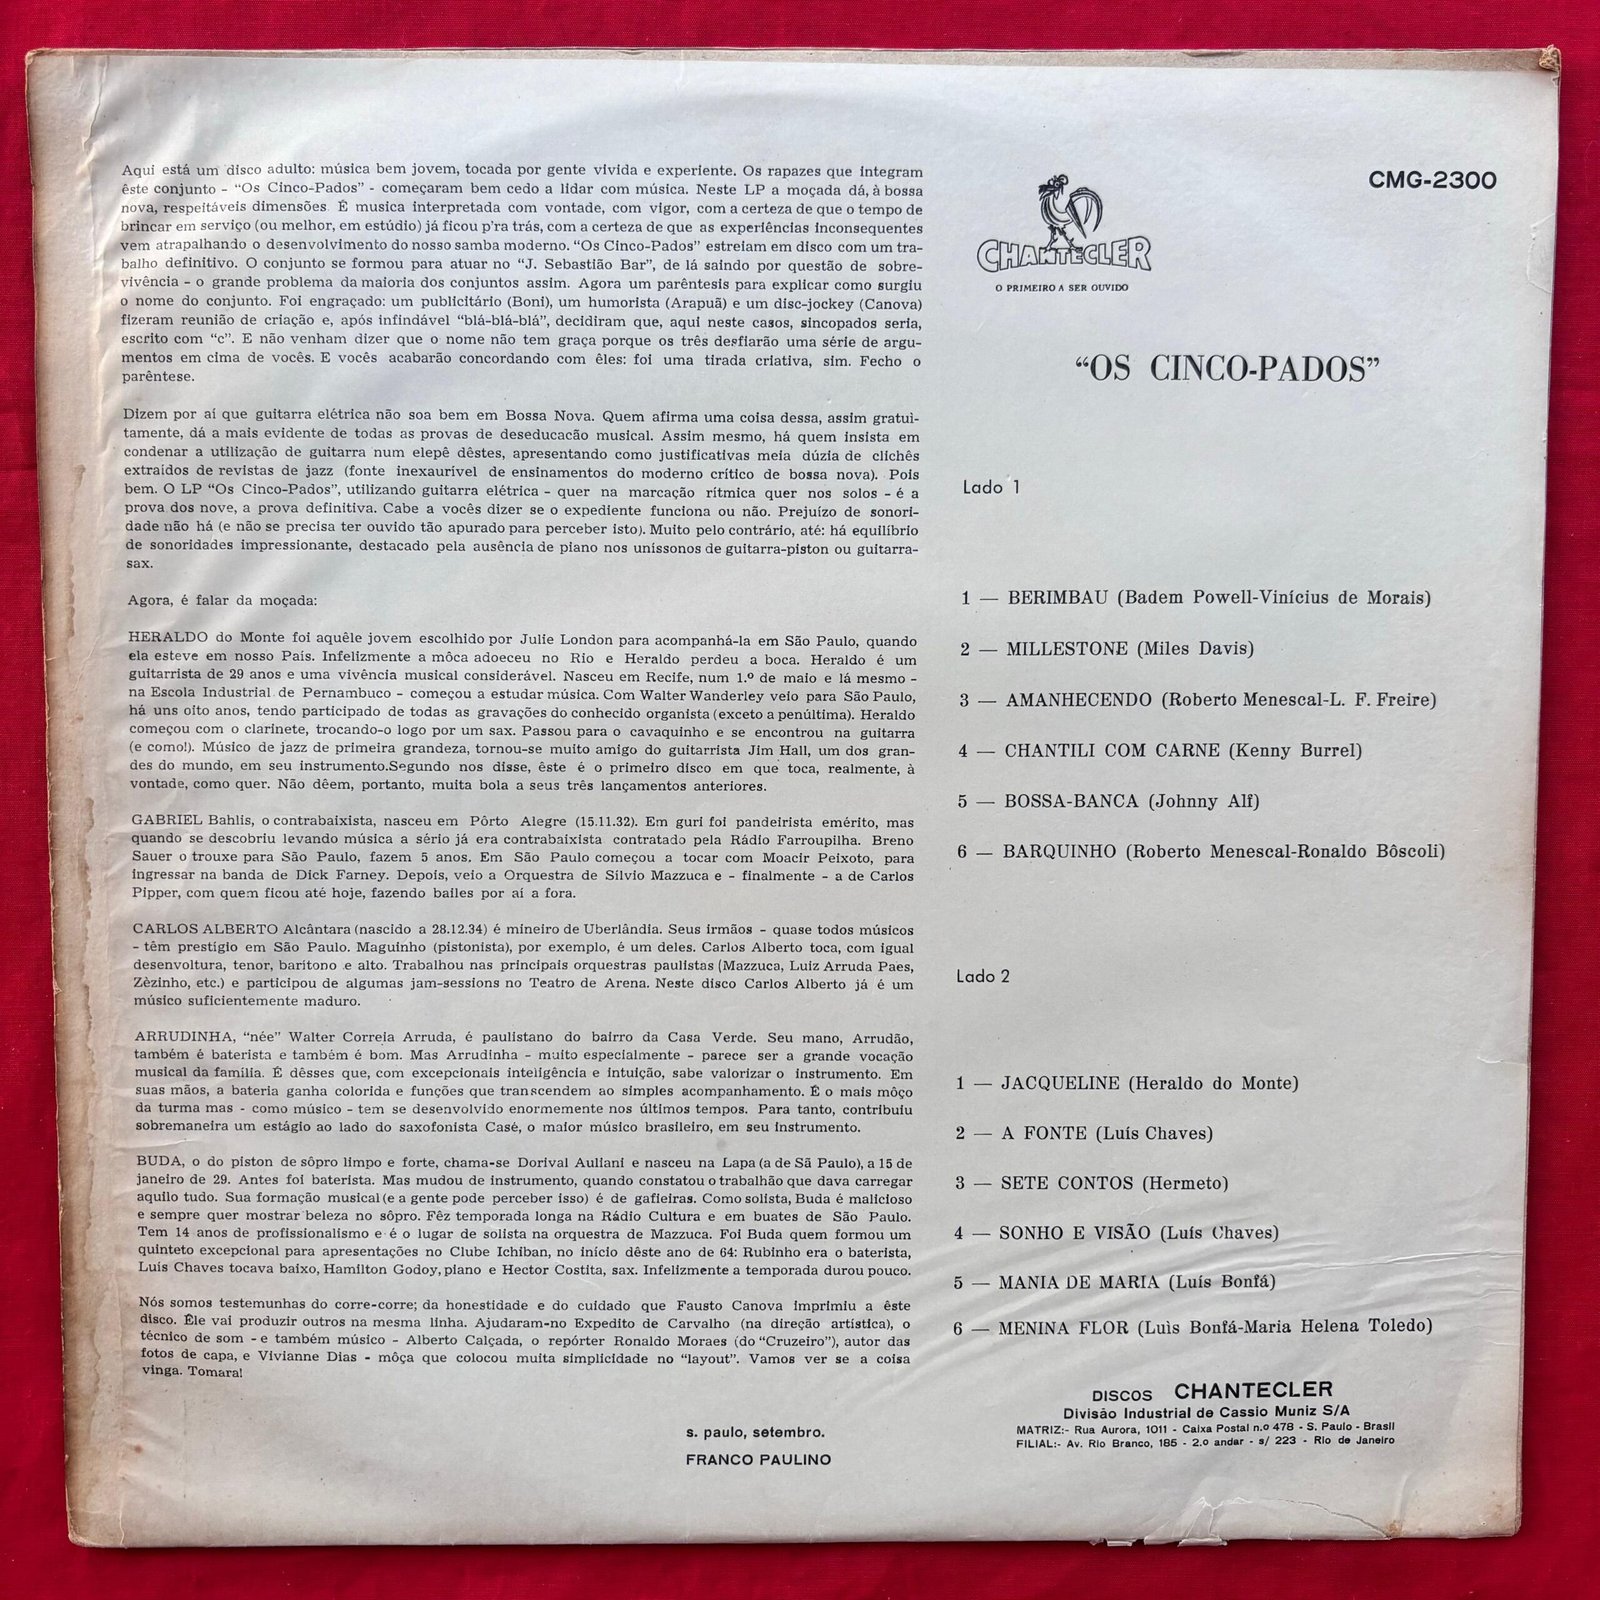 Aqui está um disco adulto: música bem jovem, tocada por gente vivida e experiente. Os rapazes que integram
êste conjunto - “Os Cinco-Pados” - começaram bem cedo a lidar com música. Neste LP a moçada dá, à bossa
nova, respeitáveis dimensões. É musica interpretada com vontade, com vigor, com a certeza de que o tempo de
brincar em serviço (ou melhor, em estúdio) já ficou p'ra trás, com a certeza de que as experiências inconsequentes
vem atrapalhando o desenvolvimento do nosso samba moderno. “Os Cinco-Pados” estreiam em disco com um tra-
balho definitivo. O conjunto se formou para atuar no “J. Sebastião Bar”, de lá saindo por questão de sobre-
vivência - o grande problema da maioria dos conjuntos assim. Agora um parêntesis para explicar como surgiu
o nome do conjunto. Foi engraçado: um publicitário (Boni), um humorista (Arapuã) e um disc-jockey (Canova)
fizeram reunião de criação e, após infindável “blá-blá-blá”, decidiram que, aqui neste casos, sincopados seria,
escrito com “c”. E não venham dizer que o nome não tem graça porque os três desfiarão uma série de argu-
mentos em cima de vocês. E vocês acabarão concordando com êles: foi uma tirada criativa, sim. Fecho o
parêntese.
Dizem por aí que guitarra elétrica não soa bem em Bossa Nova. Quem afirma uma coisa dessa, assim gratuì-
tamente, dá a mais evidente de todas as provas de deseducacão musical. Assim mesmo, há quem insista em
condenar a utilização de guitarra num elepê dêstes, apresentando como justificativas meia dúzia de clichês
extraídos de revistas de jazz (fonte inexaurível de ensinamentos do moderno crítico de bossa nova). Pois
bem. O LP “Os Cinco-Pados”, utilizando guitarra elétrica - quer na marcação rítmica quer nos solos - é a
prova dos nove, a prova definitiva. Cabe a vocês dizer se o expediente funciona ou não. Prejuízo de sonori-
dade não há (e não se precisa ter ouvido tão apurado para perceber isto). Muito pelo contrário, até: há equilíbrio
de sonoridades impressionante, destacado pela ausência de piano nos uníssonos de guitarra-piston ou guitarra-
sax.
Agora, é falar da moçada:
HERALDO do Monte foi aquêle jovem escolhido por Julie London para acompanhá-la em São Paulo, quando
ela esteve em nosso País. Infelizmente a môca adoeceu no Rio e Heraldo perdeu a boca. Heraldo é um
guitarrista de 29 anos e uma vivência musical considerável. Nasceu em Recife, num 1.º de maio e lá mesmo -
na Escola Industrial de Pernambuco - começou a estudar música. Com Walter Wanderley veio para São Paulo,
há uns oito anos, tendo participado de todas as gravações do conhecido organista (exceto a penúltima). Heraldo
começou com o clarinete, trocando-o logo por um sax. Passou para o cavaquinho e se encontrou na guitarra
(e como!). Músico de jazz de primeira grandeza, tornou-se muito amigo do guitarrista Jim Hall, um dos gran-
des do mundo, em seu instrumento.Segundo nos disse, êste é o primeiro disco em que toca, realmente, à
vontade, como quer. Não dêem, portanto, muita bola a seus três lançamentos anteriores.
GABRIEL Bahlis, o contrabaixista, nasceu em Pôrto Alegre (15.11.32). Em guri foi pandeirista emérito, mas
quando se descobriu levando música a sério já era contrabaixista contratado pela Rádio Farroupilha. Breno
Sauer o trouxe para São Paulo, fazem 5 anos. Em São Paulo começou a tocar com Moacir Peixoto, para
ingressar na banda de Dick Farney. Depois, veio a Orquestra de Sílvio Mazzuca e - finalmente - a de Carlos
Pipper, com quem ficou até hoje, fazendo bailes por aí a fora.
CARLOS ALBERTO Alcântara (nascido a 28.12.34) é mineiro de Uberlândia. Seus irmãos - quase todos músicos
- têm prestígio em São Paulo. Maguinho (pistonista), por exemplo, é um deles. Carlos Alberto toca, com igual
desenvoltura, tenor, barítono e alto. Trabalhou nas principais orquestras paulistas (Mazzuca, Luiz Arruda Paes,
Zèzinho, etc.) e participou de algumas jam-sessions no Teatro de Arena. Neste disco Carlos Alberto já é um
músico suficientemente maduro.
ARRUDINHA, “née” Walter Correia Arruda, é paulistano do bairro da Casa Verde. Seu mano, Arrudão,
também é baterista e também é bom. Mas Arrudinha - muito especialmente - parece ser a grande vocação
musical da família. É dêsses que, com excepcionais inteligência e intuição, sabe valorizar o instrumento. Em
suas mãos, a bateria ganha colorida e funções que transcendem ao simples acompanhamento. É o mais môço
da turma mas - como músico - tem se desenvolvido enormemente nos últimos tempos. Para tanto, contribuiu
sobremaneira um estágio ao lado do saxofonista Casé, o maior músico brasileiro, em seu instrumento.
BUDA, o do piston de sôpro limpo e forte, chama-se Dorival Auliani e nasceu na Lapa (a de Sã Paulo), a 15 de
janeiro de 29. Antes foi baterista. Mas mudou de instrumento, quando constatou o trabalhão que dava carregar
aquilo tudo. Sua formação musical (e a gente pode perceber isso) é de gafieiras. Como solista, Buda é malicioso
e sempre quer mostrar beleza no sôpro. Fêz temporada longa na Rádio Cultura e em buates de São Paulo.
Tem 14 anos de profissionalismo e é o lugar de solista na orquestra de Mazzuca. Foi Buda quem formou um
quinteto excepcional para apresentações no Clube Ichiban, no início dêste ano de 64: Rubinho era o baterista,
Luís Chaves tocava baixo, Hamilton Godoy, piano e Hector Costita, sax. Infelizmente a temporada durou pouco.
Nós somos testemunhas do corre-corre; da honestidade e do cuidado que Fausto Canova imprimiu a êste
disco. Êle vai produzir outros na mesma linha. Ajudaram-no Expedito de Carvalho (na direção artística), o
técnico de som - e também músico - Alberto Calçada, o repórter Ronaldo Moraes (do “Cruzeiro”), autor das
fotos de capa, e Vivianne Dias - môça que colocou muita simplicidade no “layout”. Vamos ver se a coisa
vinga. Tomara!
s. paulo, setembro.
FRANCO PAULINO
CMG-2300
CHANTECLER
O PRIMEIRO A SER OUVIDO
“OS CINCO-PADOS”
Lado 1
1 — BERIMBAU (Badem Powell-Vinícius de Morais)
2 — MILLESTONE (Miles Davis)
3 — AMANHECENDO (Roberto Menescal-L. F. Freire)
4 — CHANTILI COM CARNE (Kenny Burrel)
5 — BOSSA-BANCA (Johnny Alf)
6 — BARQUINHO (Roberto Menescal-Ronaldo Bôscoli)
Lado 2
1 — JACQUELINE (Heraldo do Monte)
2 — A FONTE (Luís Chaves)
3 — SETE CONTOS (Hermeto)
4 — SONHO E VISÃO (Luís Chaves)
5 — MANIA DE MARIA (Luís Bonfá)
6 — MENINA FLOR (Luìs Bonfá-Maria Helena Toledo)
DISCOS CHANTECLER
Divisão Industrial de Cassio Muniz S/A
MATRIZ:- Rua Aurora, 1011 - Caixa Postal n.o 478 - S. Paulo - Brasil
FILIAL:- Av. Rio Branco, 185 - 2.o andar - s/ 223 - Rio de Janeiro